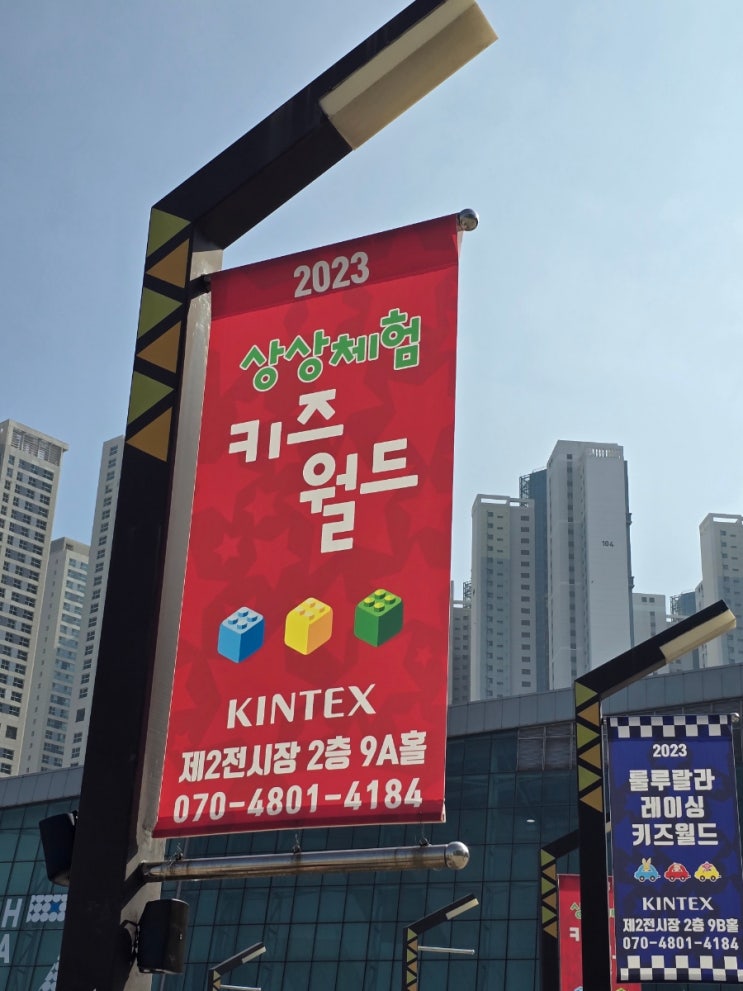 2023
상상체험
키즈
월드
KINTEX
제2전시장 2층 9A홀
070-4801-4184
2023
룰루랄라
레이싱
키즈월드
KINTEX
제2전시장 2층 9B홀
070-4801-4184
104
H
A